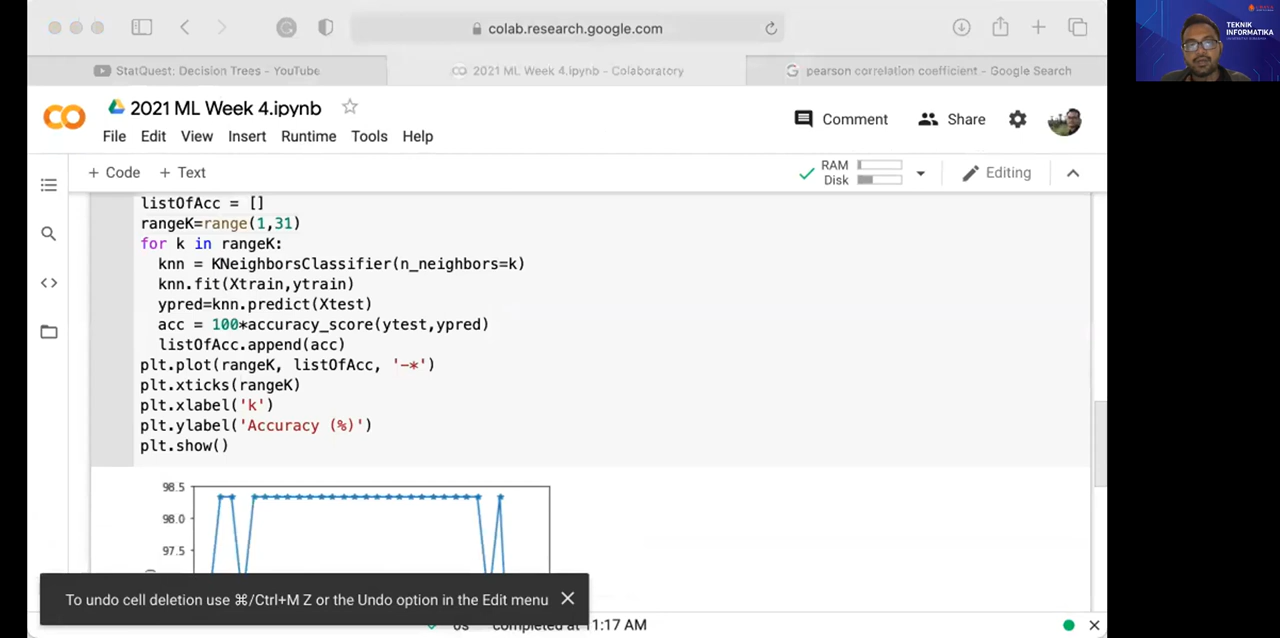 colab.research.google.com
StatQuest: Decision Trees - YouTube
2021 ML Week 4.ipynb - Colaboratory
pearson correlation coefficient - Google Search
TEKNIK
INFORMATIKA
2021 ML Week 4.ipynb
Comment
Share
File Edit View Insert Runtime Tools Help
+ Code + Text
RAM
Disk
Editing
listOfAcc = []
rangeK=range(1,31)
for k in rangeK:
knn = KNeighborsClassifier(n_neighbors=k)
knn.fit(Xtrain,ytrain)
ypred=knn.predict(Xtest)
acc = 100*accuracy_score(ytest,ypred)
listOfAcc.append(acc)
plt.plot(rangeK, listOfAcc, '-*')
plt.xticks(rangeK)
plt.xlabel('k')
plt.ylabel('Accuracy (%)')
plt.show()
98.5
98.0
97.5
To undo cell deletion use ⌘/Ctrl+M Z or the Undo option in the Edit menu
0s completed at 11:17 AM